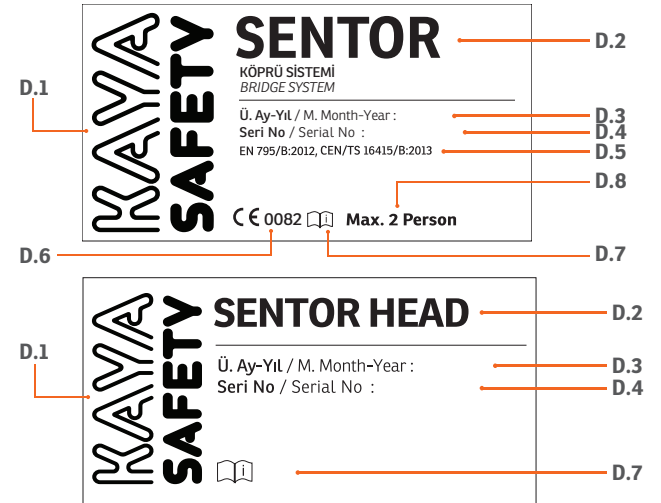 SENTOR
D.2
KÖPRÜ SİSTEMİ
BRIDGE SYSTEM
D.1
KAYA
SAFETY
Ü. Ay-Yıl / M. Month-Year :
D.3
Seri No / Serial No :
D.4
EN 795/B:2012, CEN/TS 16415/B:2013
D.5
D.8
CE 0082
Max. 2 Person
D.6
D.7
SENTOR HEAD
D.2
D.1
KAYA
SAFETY
Ü. Ay-Yıl / M. Month-Year :
D.3
Seri No / Serial No :
D.4
i
D.7